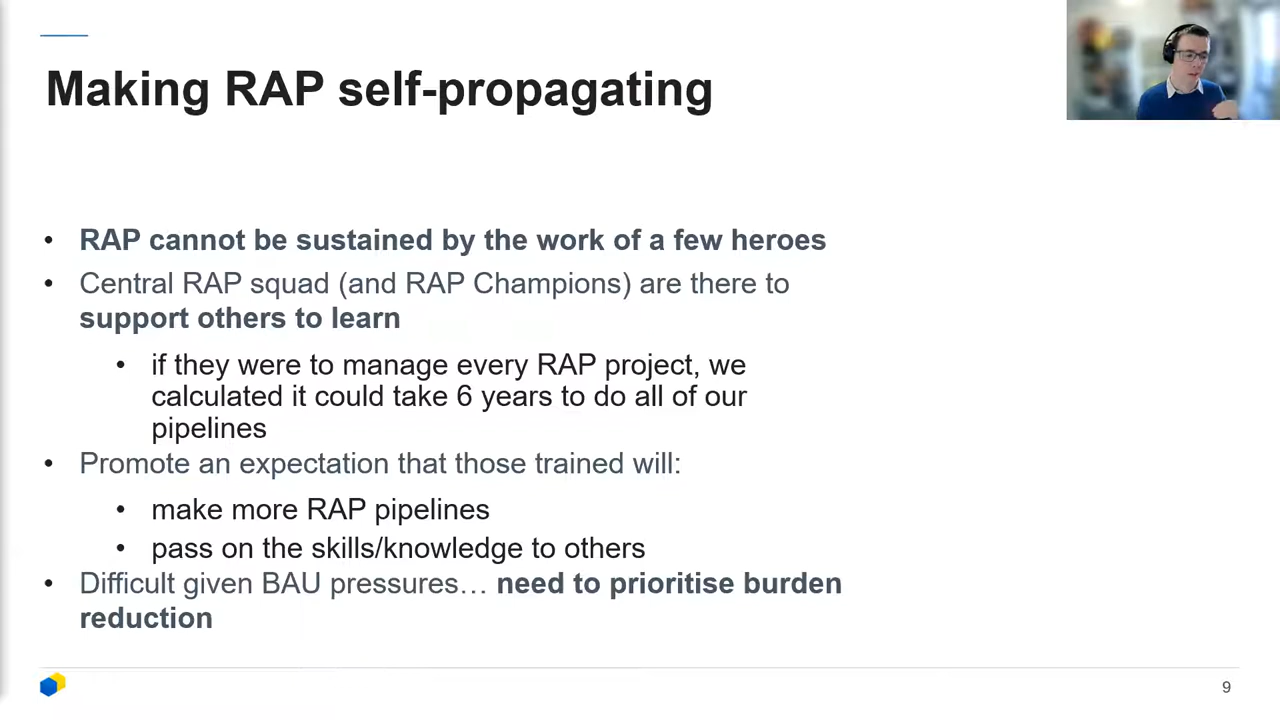 Making RAP self-propagating
• RAP cannot be sustained by the work of a few heroes
• Central RAP squad (and RAP Champions) are there to
support others to learn
• if they were to manage every RAP project, we
calculated it could take 6 years to do all of our
pipelines
• Promote an expectation that those trained will:
• make more RAP pipelines
• pass on the skills/knowledge to others
• Difficult given BAU pressures… need to prioritise burden
reduction
9